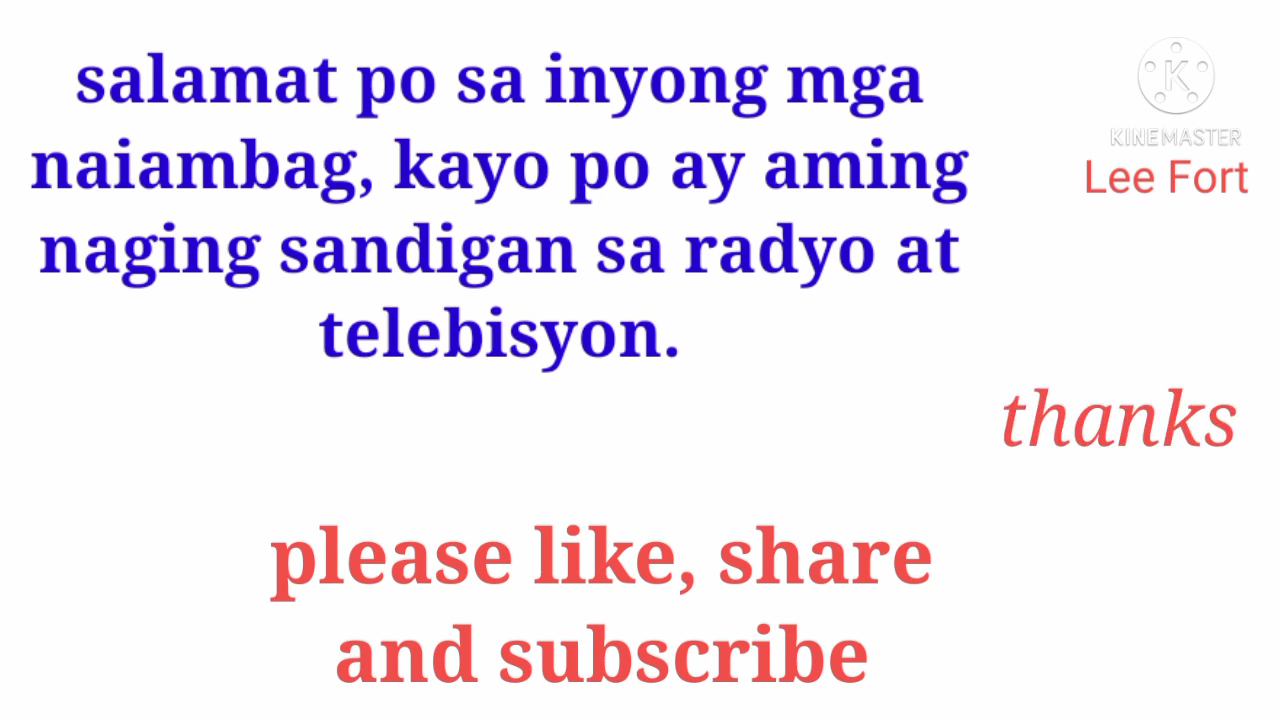 salamat po sa inyong mga
naiambag, kayo po ay aming
naging sandigan sa radyo at
telebisyon.
K
KINEMASTER
Lee Fort
thanks
please like, share
and subscribe